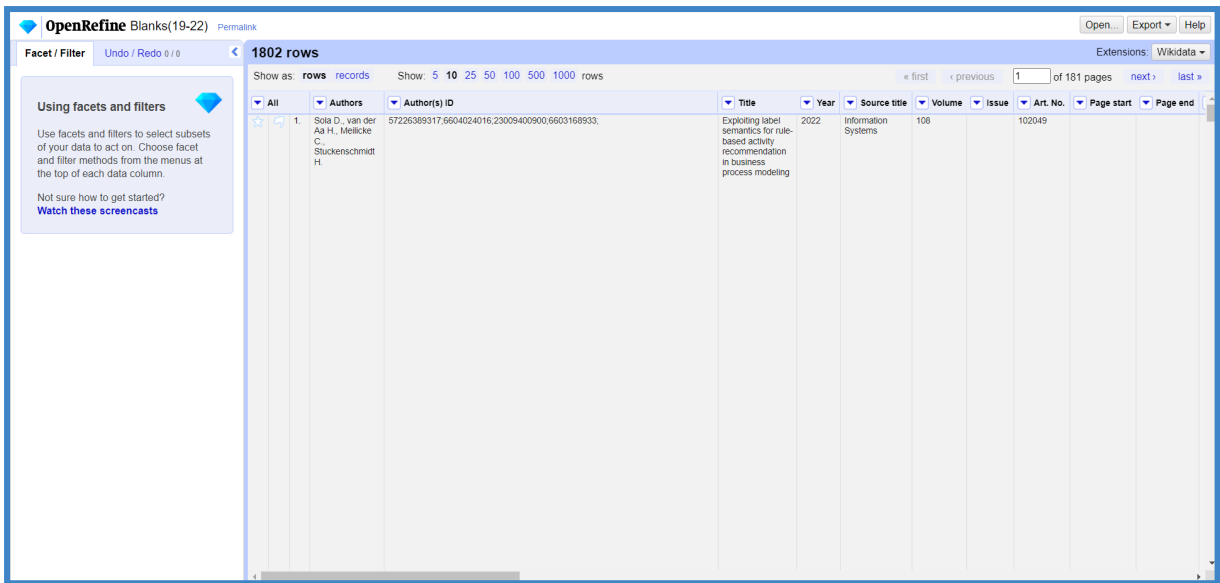 OpenRefine Blanks(19-22) Permalink Open... Export Help
Facet / Filter Undo / Redo 0 / 0 1802 rows Extensions: Wikidata
Show as: rows records Show: 5 10 25 50 100 500 1000 rows « first ‹ previous 1 of 181 pages next › last »
All Authors Author(s) ID Title Year Source title Volume Issue Art. No. Page start Page end
1. Sola D., van der Aa H., Meilicke C., Stuckenschmidt H. 57226389317;6604024016;23009400900;6603168933; Exploiting label semantics for rule-based activity recommendation in business process modeling 2022 Information Systems 108 102049
Using facets and filters
Use facets and filters to select subsets
of your data to act on. Choose facet
and filter methods from the menus at
the top of each data column.
Not sure how to get started?
Watch these screencasts